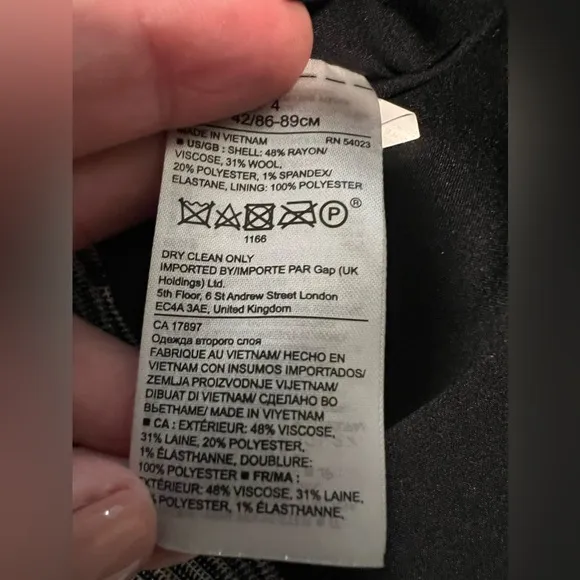 4
42/86-89CM
MADE IN VIETNAM RN 54023
■ US/GB : SHELL: 48% RAYON/
VISCOSE, 31% WOOL,
20% POLYESTER, 1% SPANDEX/
ELASTANE, LINING: 100% POLYESTER
P ®
1166
DRY CLEAN ONLY
IMPORTED BY/IMPORTE PAR Gap (UK
Holdings) Ltd.
5th Floor, 6 St Andrew Street London
EC4A 3AE, United Kingdom
CA 17897
Одежда второго слоя
FABRIQUE AU VIETNAM/ HECHO EN
VIETNAM CON INSUMOS IMPORTADOS/
ZEMLJA PROIZVODNJE VIJETNAM/
DIBUAT DI VIETNAM/ СДЕЛАНО ВО
ВЬЕТНАМЕ/ MADE IN VIYETNAM
■ CA : EXTÉRIEUR: 48% VISCOSE,
31% LAINE, 20% POLYESTER,
1% ÉLASTHANNE, DOUBLURE:
100% POLYESTER ■ FR/MA :
EXTÉRIEUR: 48% VISCOSE, 31% LAINE,
POLYESTER, 1% ÉLASTHANNE,